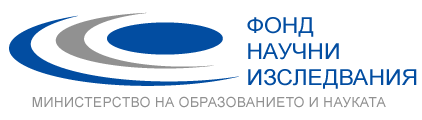 ФОНД
НАУЧНИ
ИЗСЛЕДВАНИЯ
МИНИСТЕРСТВО НА ОБРАЗОВАНИЕТО И НАУКАТА